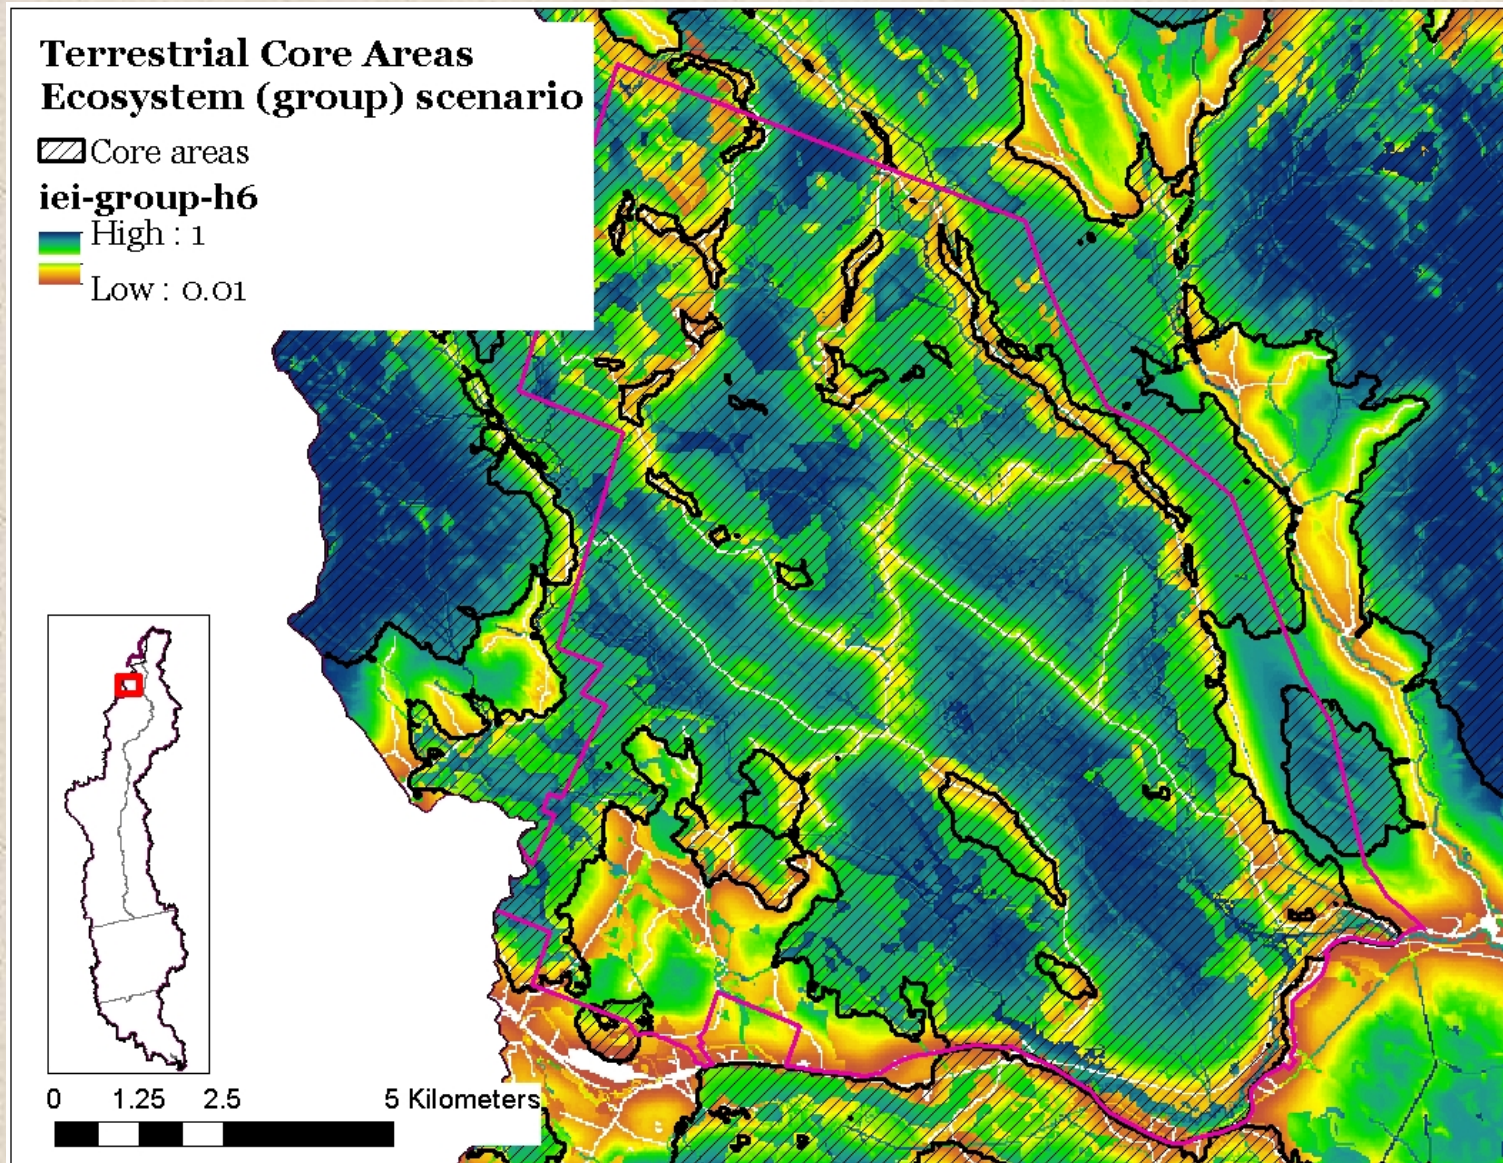 Terrestrial Core Areas
Ecosystem (group) scenario
Core areas
iei-group-h6
High : 1
Low : 0.01
0 1.25 2.5 5 Kilometers